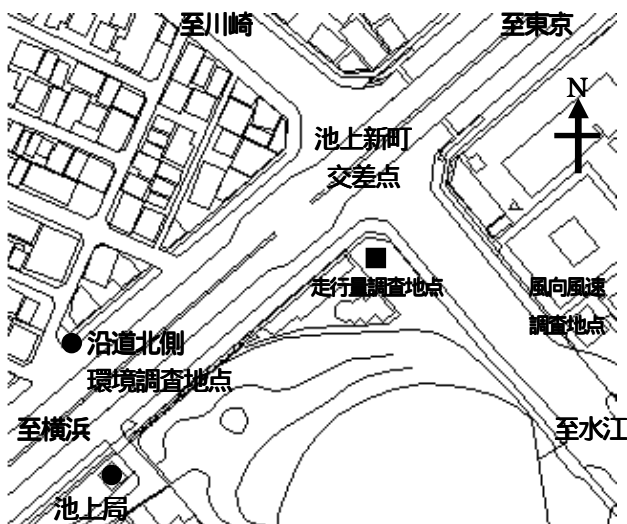 至川崎
至東京
N
池上新町
交差点
走行量調査地点
風向風速
調査地点
沿道北側
環境調査地点
至横浜
至水江
池上局